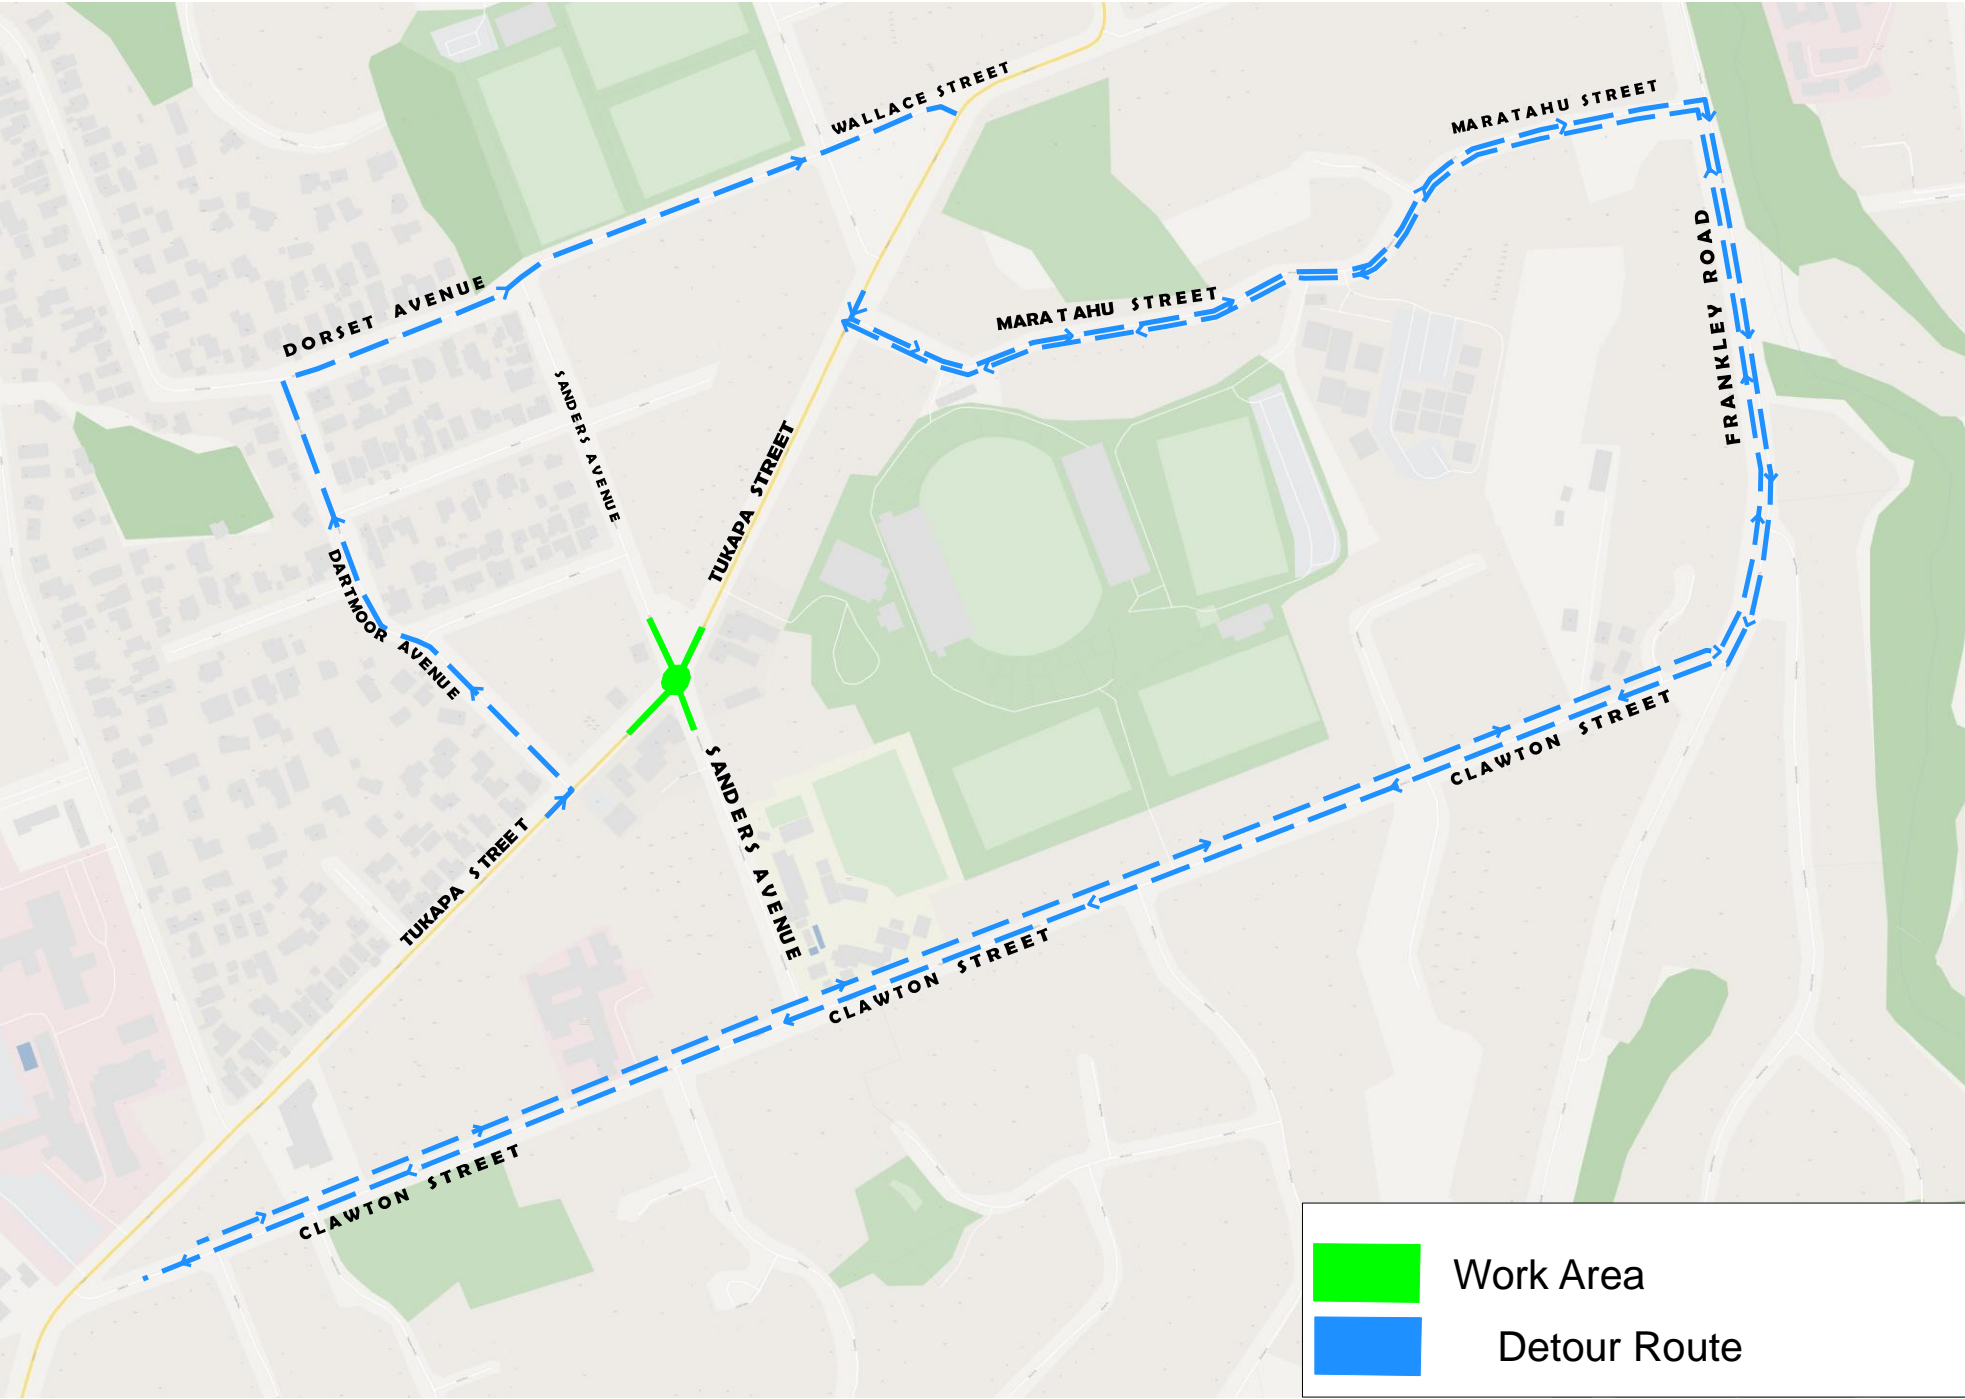 WALLACE STREET
MARATAHU STREET
FRANKLEY ROAD
DORSET AVENUE
MARATAHU STREET
SANDERS AVENUE
TUKAPA STREET
DARTMOOR AVENUE
CLAWTON STREET
SANDERS AVENUE
TUKAPA STREET
CLAWTON STREET
CLAWTON STREET
Work Area
Detour Route